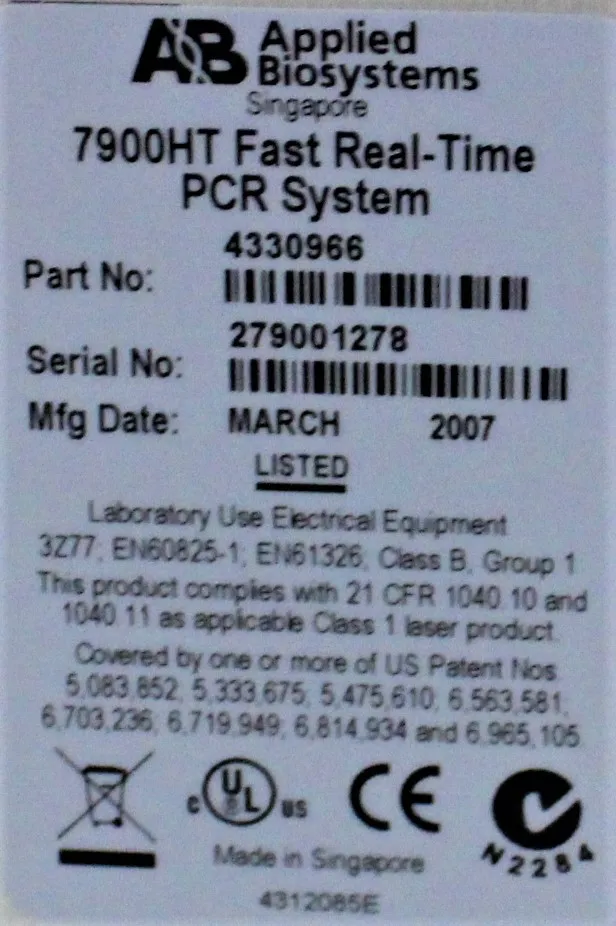 AB Applied
Biosystems
Singapore
7900HT Fast Real-Time
PCR System
4330966
Part No:
279001278
Serial No:
Mfg Date: MARCH 2007
LISTED
Laboratory Use Electrical Equipment
3Z77; EN60825-1; EN61326, Class B, Group 1
This product complies with 21 CFR 1040.10 and
1040.11 as applicable Class 1 laser product.
Covered by one or more of US Patent Nos.
5,083,852; 5,333,675; 5,475,610; 6,563,581;
6,703,236; 6,719,949; 6,814,934 and 6,965,105
C UL US CE
N2284
Made in Singapore
4312085E